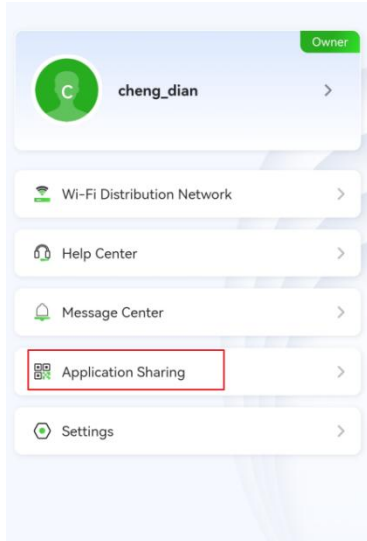 Owner
C
cheng_dian
Wi-Fi Distribution Network
Help Center
Message Center
Application Sharing
Settings